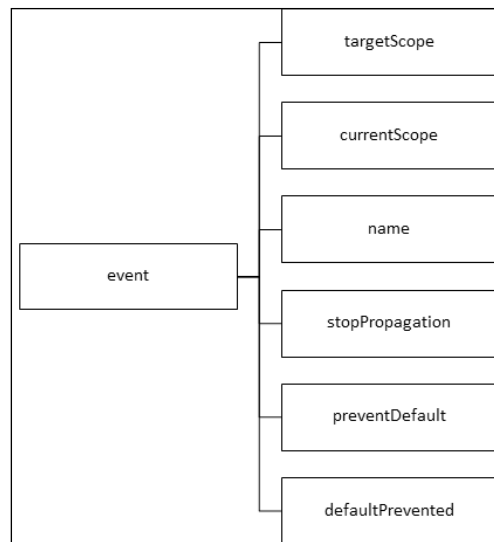 targetScope
currentScope
name
event
stopPropagation
preventDefault
defaultPrevented